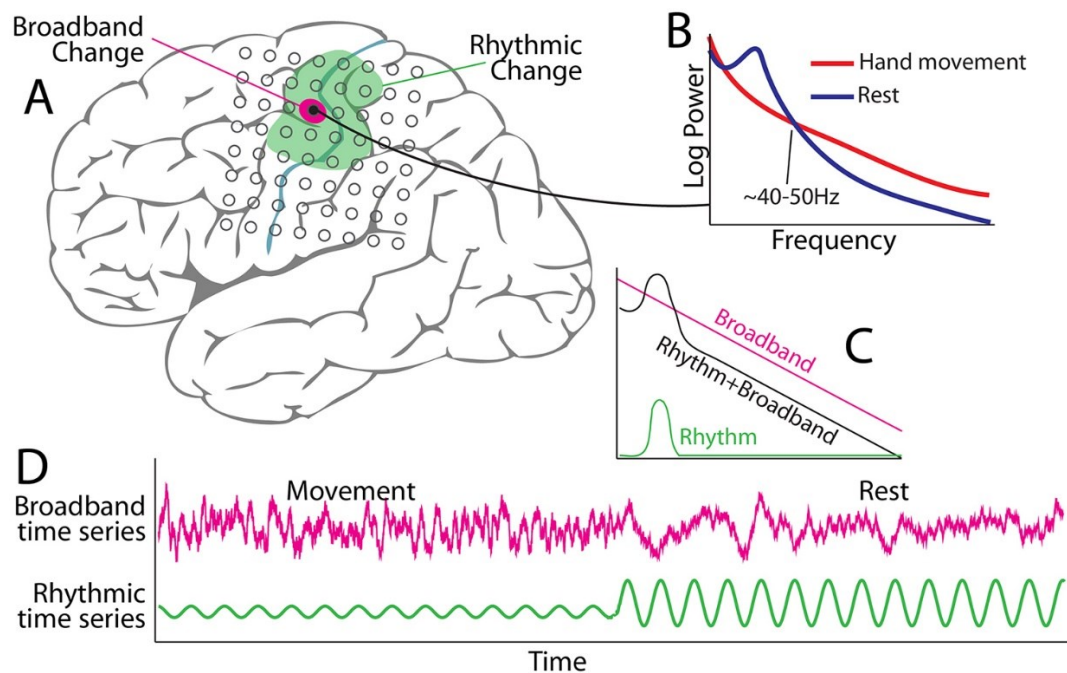 A
Broadband
Change
Rhythmic
Change
B
Hand movement
Rest
Log Power
~40-50Hz
Frequency
C
Broadband
Rhythm+Broadband
Rhythm
D
Movement
Rest
Broadband
time series
Rhythmic
time series
Time